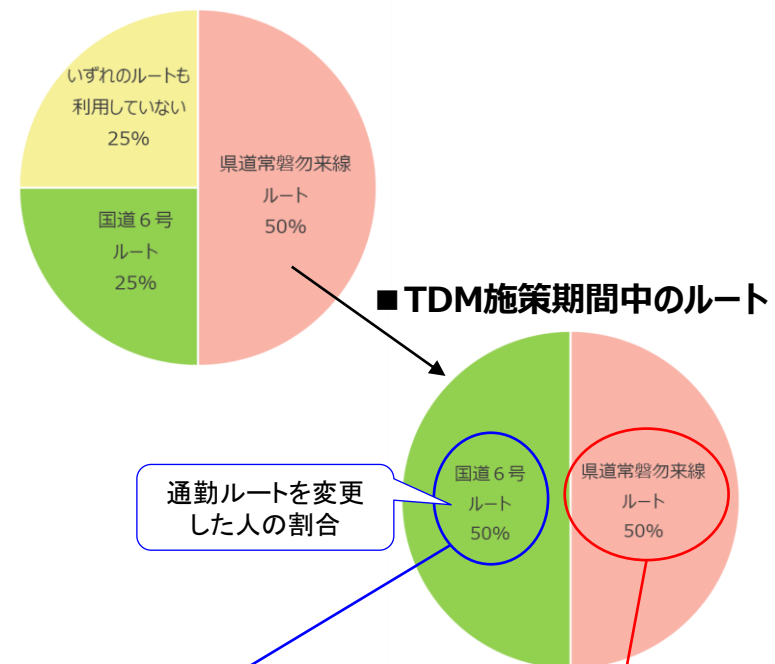 いずれのルートも
利用していない
25%
県道常磐勿来線
ルート
50%
国道6号
ルート
25%
■TDM施策期間中のルート
通勤ルートを変更
した人の割合
国道6号
ルート
50%
県道常磐勿来線
ルート
50%